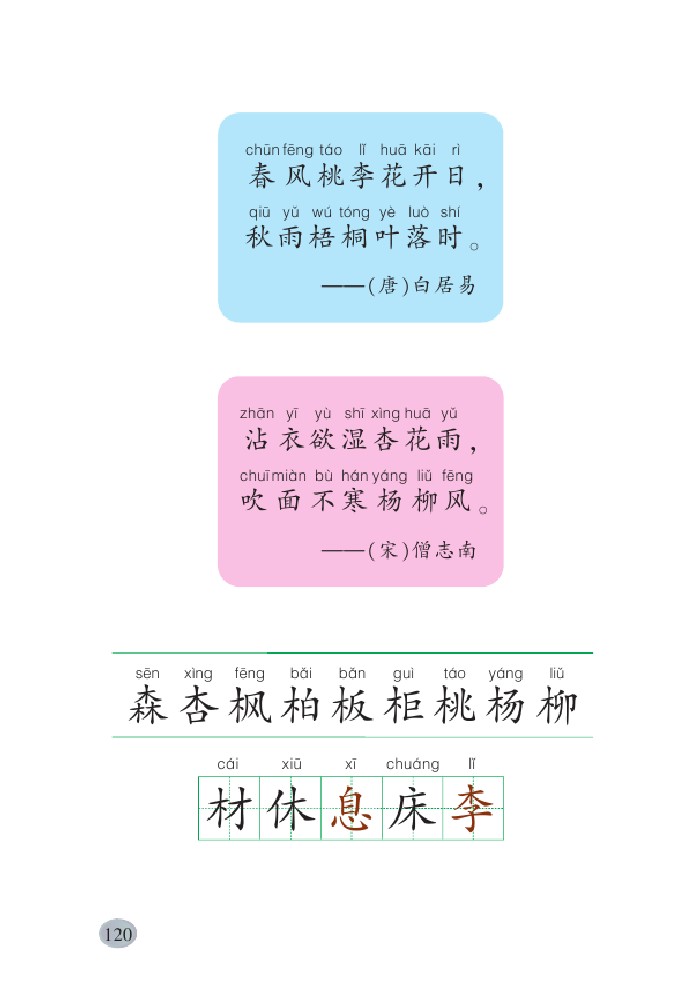 chūn fēng táo lǐ huā kāi rì
春风桃李花开日，
qiū yǔ wú tóng yè luò shí
秋雨梧桐叶落时。
——（唐）白居易
zhān yī yù shī xìng huā yǔ
沾衣欲湿杏花雨，
chuī miàn bù hán yáng liǔ fēng
吹面不寒杨柳风。
——（宋）僧志南
sēn xìng fēng bǎi bǎn guì táo yáng liǔ
森杏枫柏板柜桃杨柳
cái xiū xī chuáng lǐ
材休息床李
120